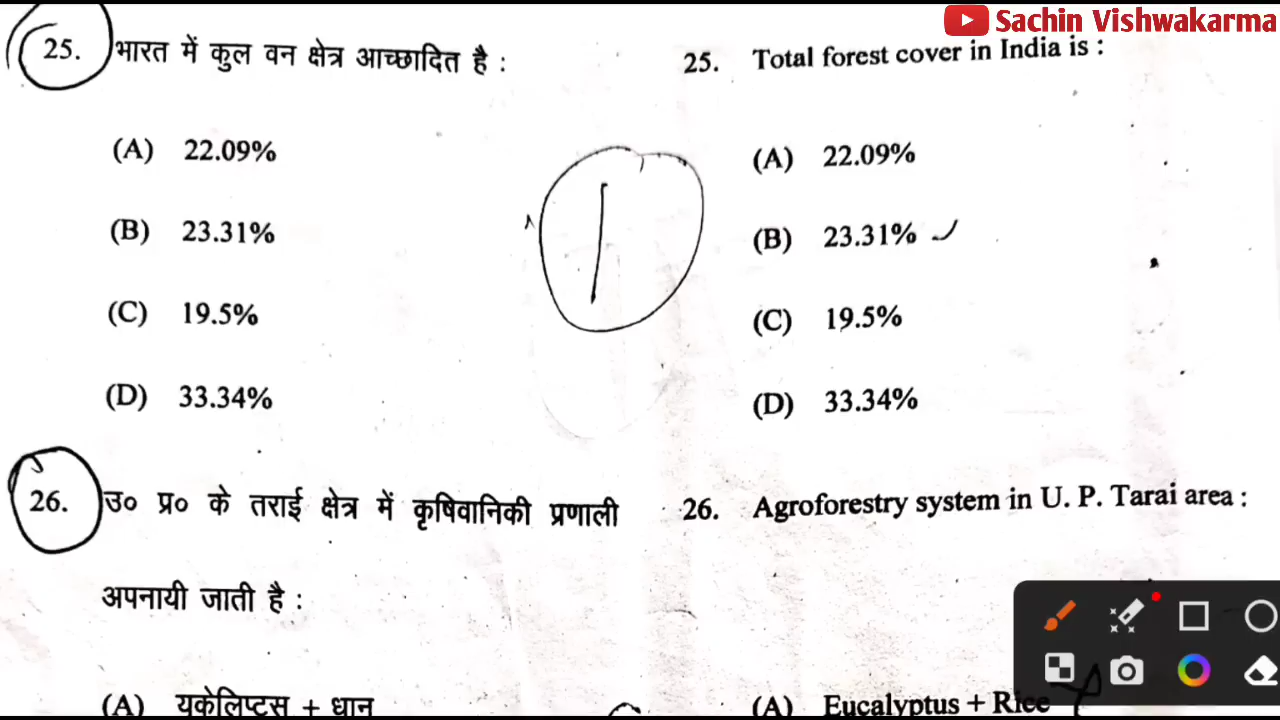 Sachin Vishwakarma
25. भारत में कुल वन क्षेत्र आच्छादित है :
(A) 22.09%
(B) 23.31%
(C) 19.5%
(D) 33.34%
26. उ० प्र० के तराई क्षेत्र में कृषिवानिकी प्रणाली
अपनायी जाती है :
(A) यूकेलिप्टस + धान
25. Total forest cover in India is :
(A) 22.09%
(B) 23.31%
(C) 19.5%
(D) 33.34%
26. Agroforestry system in U. P. Tarai area :
(A) Eucalyptus + Rice